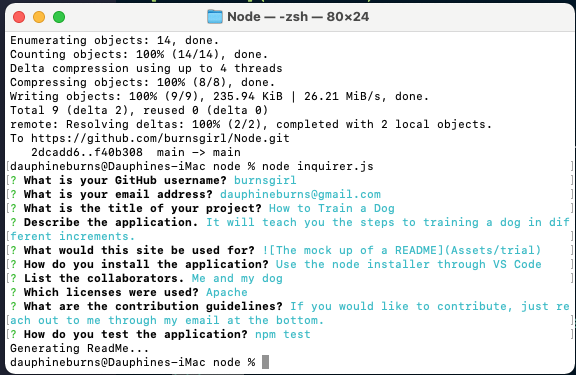 Node — -zsh — 80×24
Enumerating objects: 14, done.
Counting objects: 100% (14/14), done.
Delta compression using up to 4 threads
Compressing objects: 100% (8/8), done.
Writing objects: 100% (9/9), 235.94 KiB | 26.21 MiB/s, done.
Total 9 (delta 2), reused 0 (delta 0)
remote: Resolving deltas: 100% (2/2), completed with 2 local objects.
To https://github.com/burnsgirl/Node.git
   2dcadd6..f40b308  main -> main
[dauphineburns@Dauphines-iMac node % node inquirer.js ]
[? What is your GitHub username? burnsgirl ]
[? What is your email address? dauphineburns@gmail.com ]
[? What is the title of your project? How to Train a Dog ]
[? Describe the application. It will teach you the steps to training a dog in dif]
[ferent increments. ]
[? What would this site be used for? ![The mock up of a README](Assets/trial) ]
[? How do you install the application? Use the node installer through VS Code ]
[? List the collaborators. Me and my dog ]
? Which licenses were used? Apache
[? What are the contribution guidelines? If you would like to contribute, just re]
[ach out to me through my email at the bottom. ]
[? How do you test the application? npm test ]
Generating ReadMe...
dauphineburns@Dauphines-iMac node %